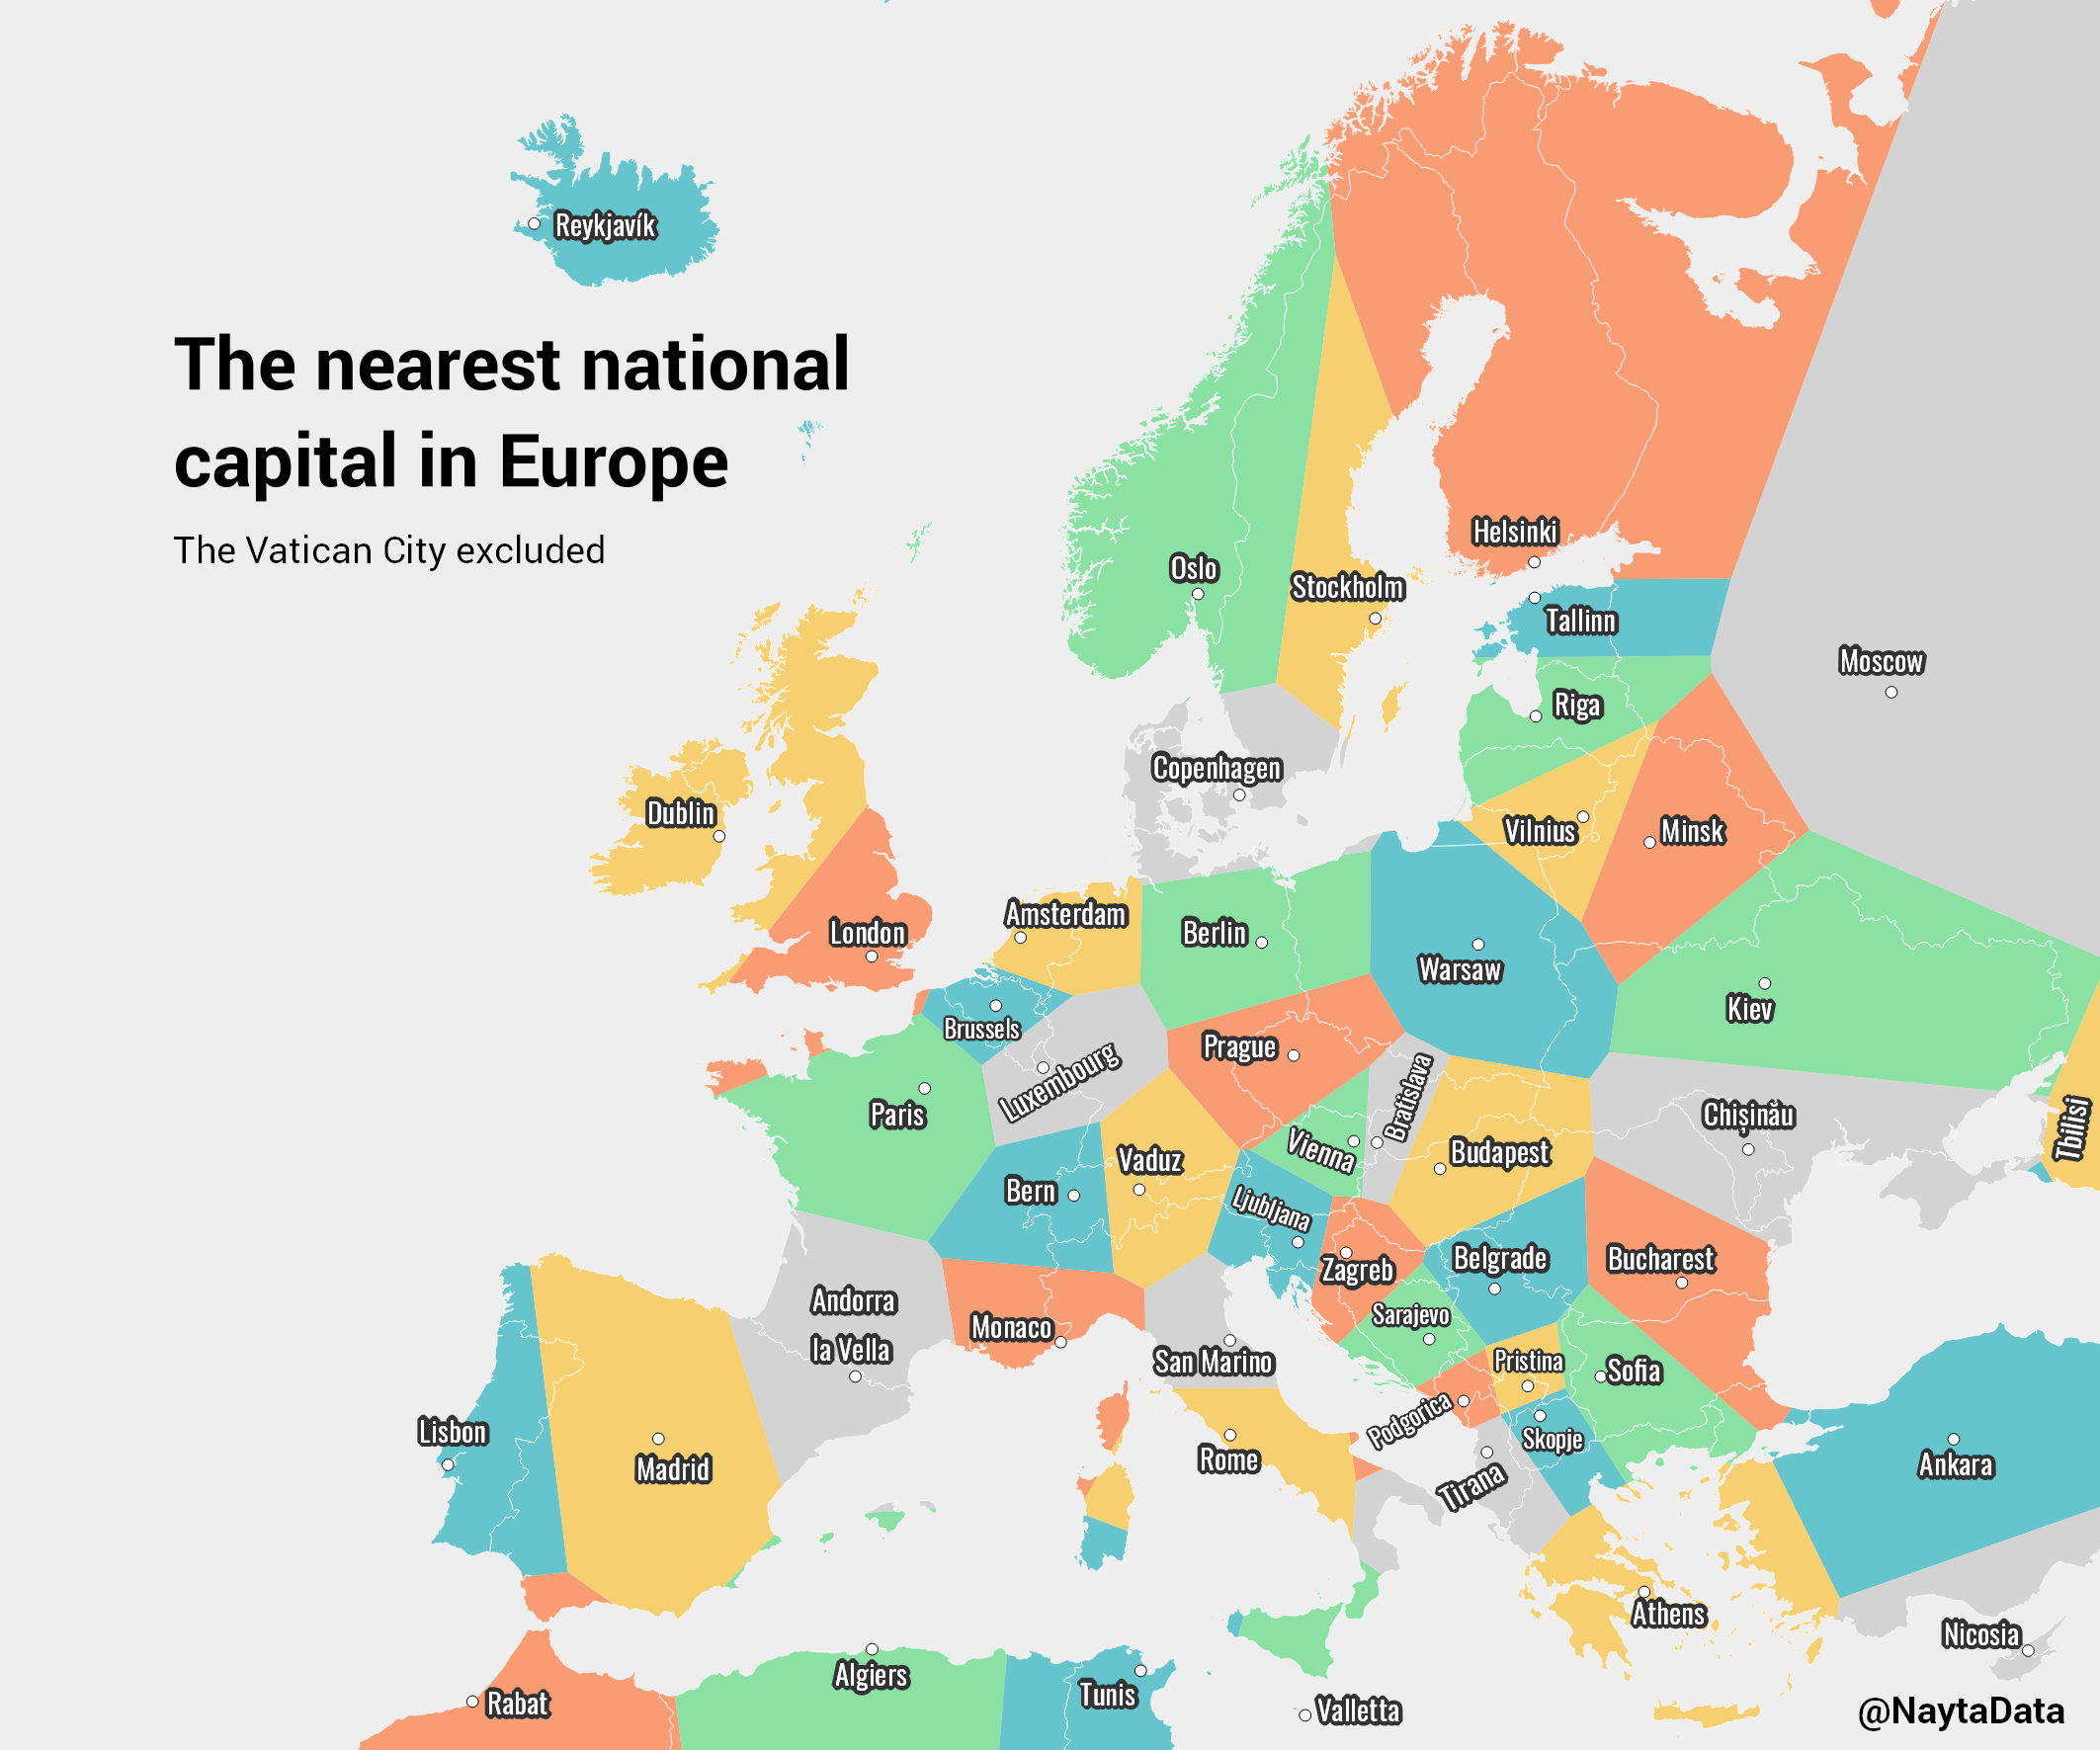 Reykjavík
The nearest national
capital in Europe
The Vatican City excluded
Helsinki
Oslo
Stockholm
Tallinn
Moscow
Riga
Copenhagen
Dublin
Vilnius
Minsk
Amsterdam
London
Berlin
Warsaw
Kiev
Brussels
Prague
Luxembourg
Bratislava
Paris
Chișinău
Tbilisi
Vienna
Budapest
Vaduz
Bern
Ljubljana
Zagreb
Belgrade
Bucharest
Andorra
la Vella
Monaco
Sarajevo
San Marino
Pristina
Sofia
Podgorica
Lisbon
Madrid
Rome
Skopje
Tirana
Ankara
Athens
Nicosia
Algiers
Tunis
Rabat
Valletta
@NaytaData